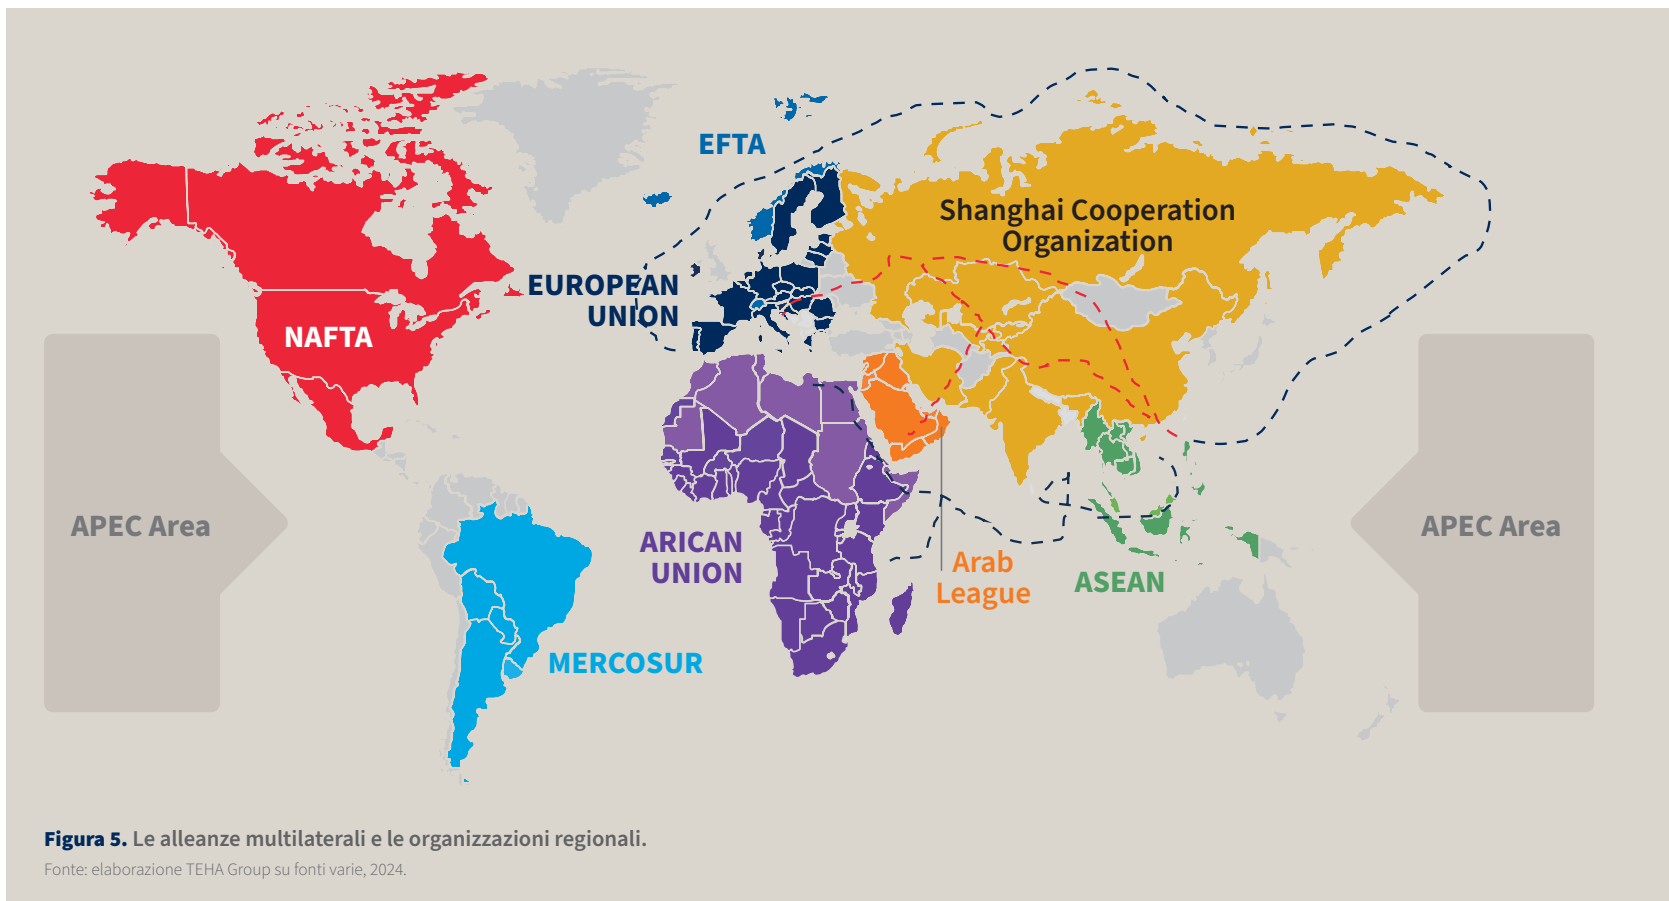 EFTA
Shanghai Cooperation
Organization
EUROPEAN
UNION
NAFTA
APEC Area
APEC Area
ARICAN
UNION
Arab
League
ASEAN
MERCOSUR
Figura 5. Le alleanze multilaterali e le organizzazioni regionali.
Fonte: elaborazione TEHA Group su fonti varie, 2024.